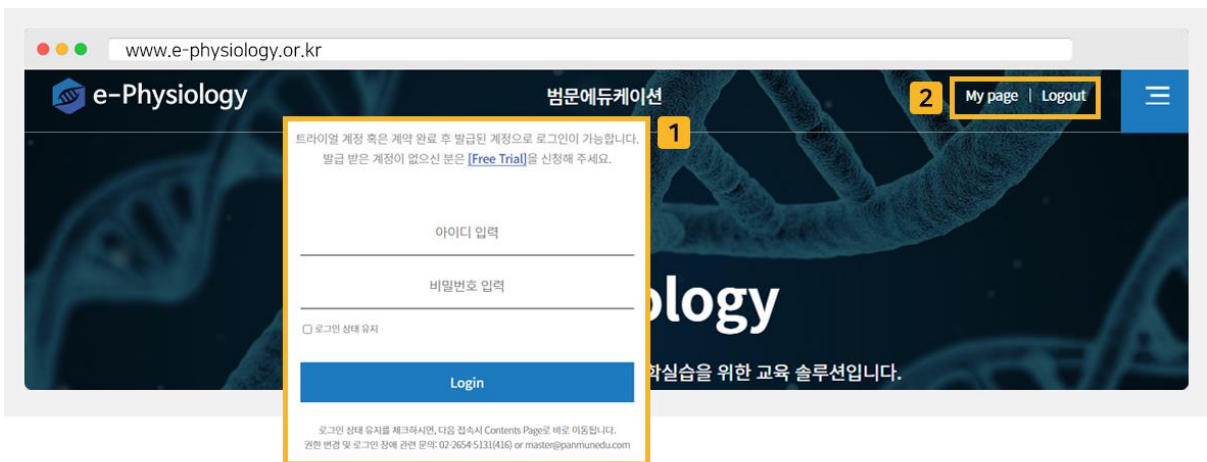 www.e-physiology.or.kr
e-Physiology
범문에듀케이션
2
My page | Logout
1
트라이얼 계정 혹은 계약 완료 후 발급된 계정으로 로그인이 가능합니다.
발급 받은 계정이 없으신 분은 [Free Trial]을 신청해 주세요.
아이디 입력
비밀번호 입력
ology
로그인 상태 유지
학실습을 위한 교육 솔루션입니다.
Login
로그인 상태 유지를 체크하시면, 다음 접속시 Contents Page로 바로 이동됩니다.
권한 변경 및 로그인 장애 관련 문의: 02-2654-5131(416) or master@panmunedu.com